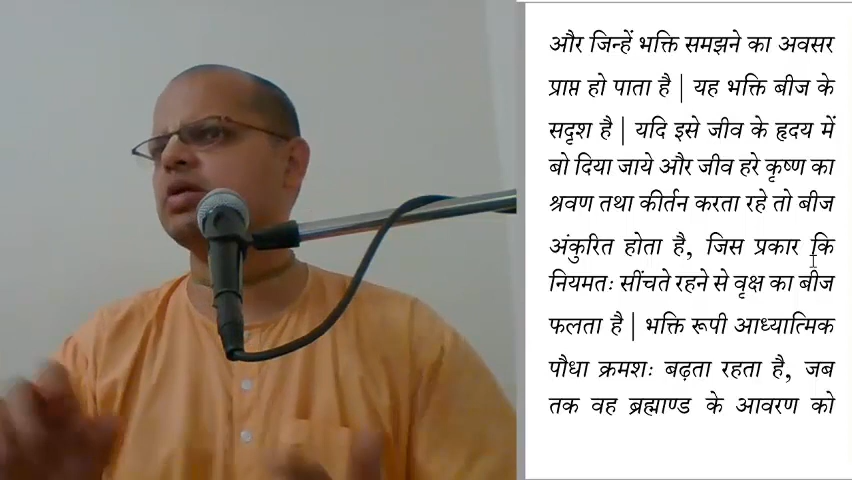 और जिन्हें भक्ति समझने का अवसर
प्राप्त हो पाता है | यह भक्ति बीज के
सदृश है | यदि इसे जीव के हृदय में
बो दिया जाये और जीव हरे कृष्ण का
श्रवण तथा कीर्तन करता रहे तो बीज
अंकुरित होता है, जिस प्रकार कि
नियमतः सींचते रहने से वृक्ष का बीज
फलता है | भक्ति रूपी आध्यात्मिक
पौधा क्रमशः बढ़ता रहता है, जब
तक वह ब्रह्माण्ड के आवरण को